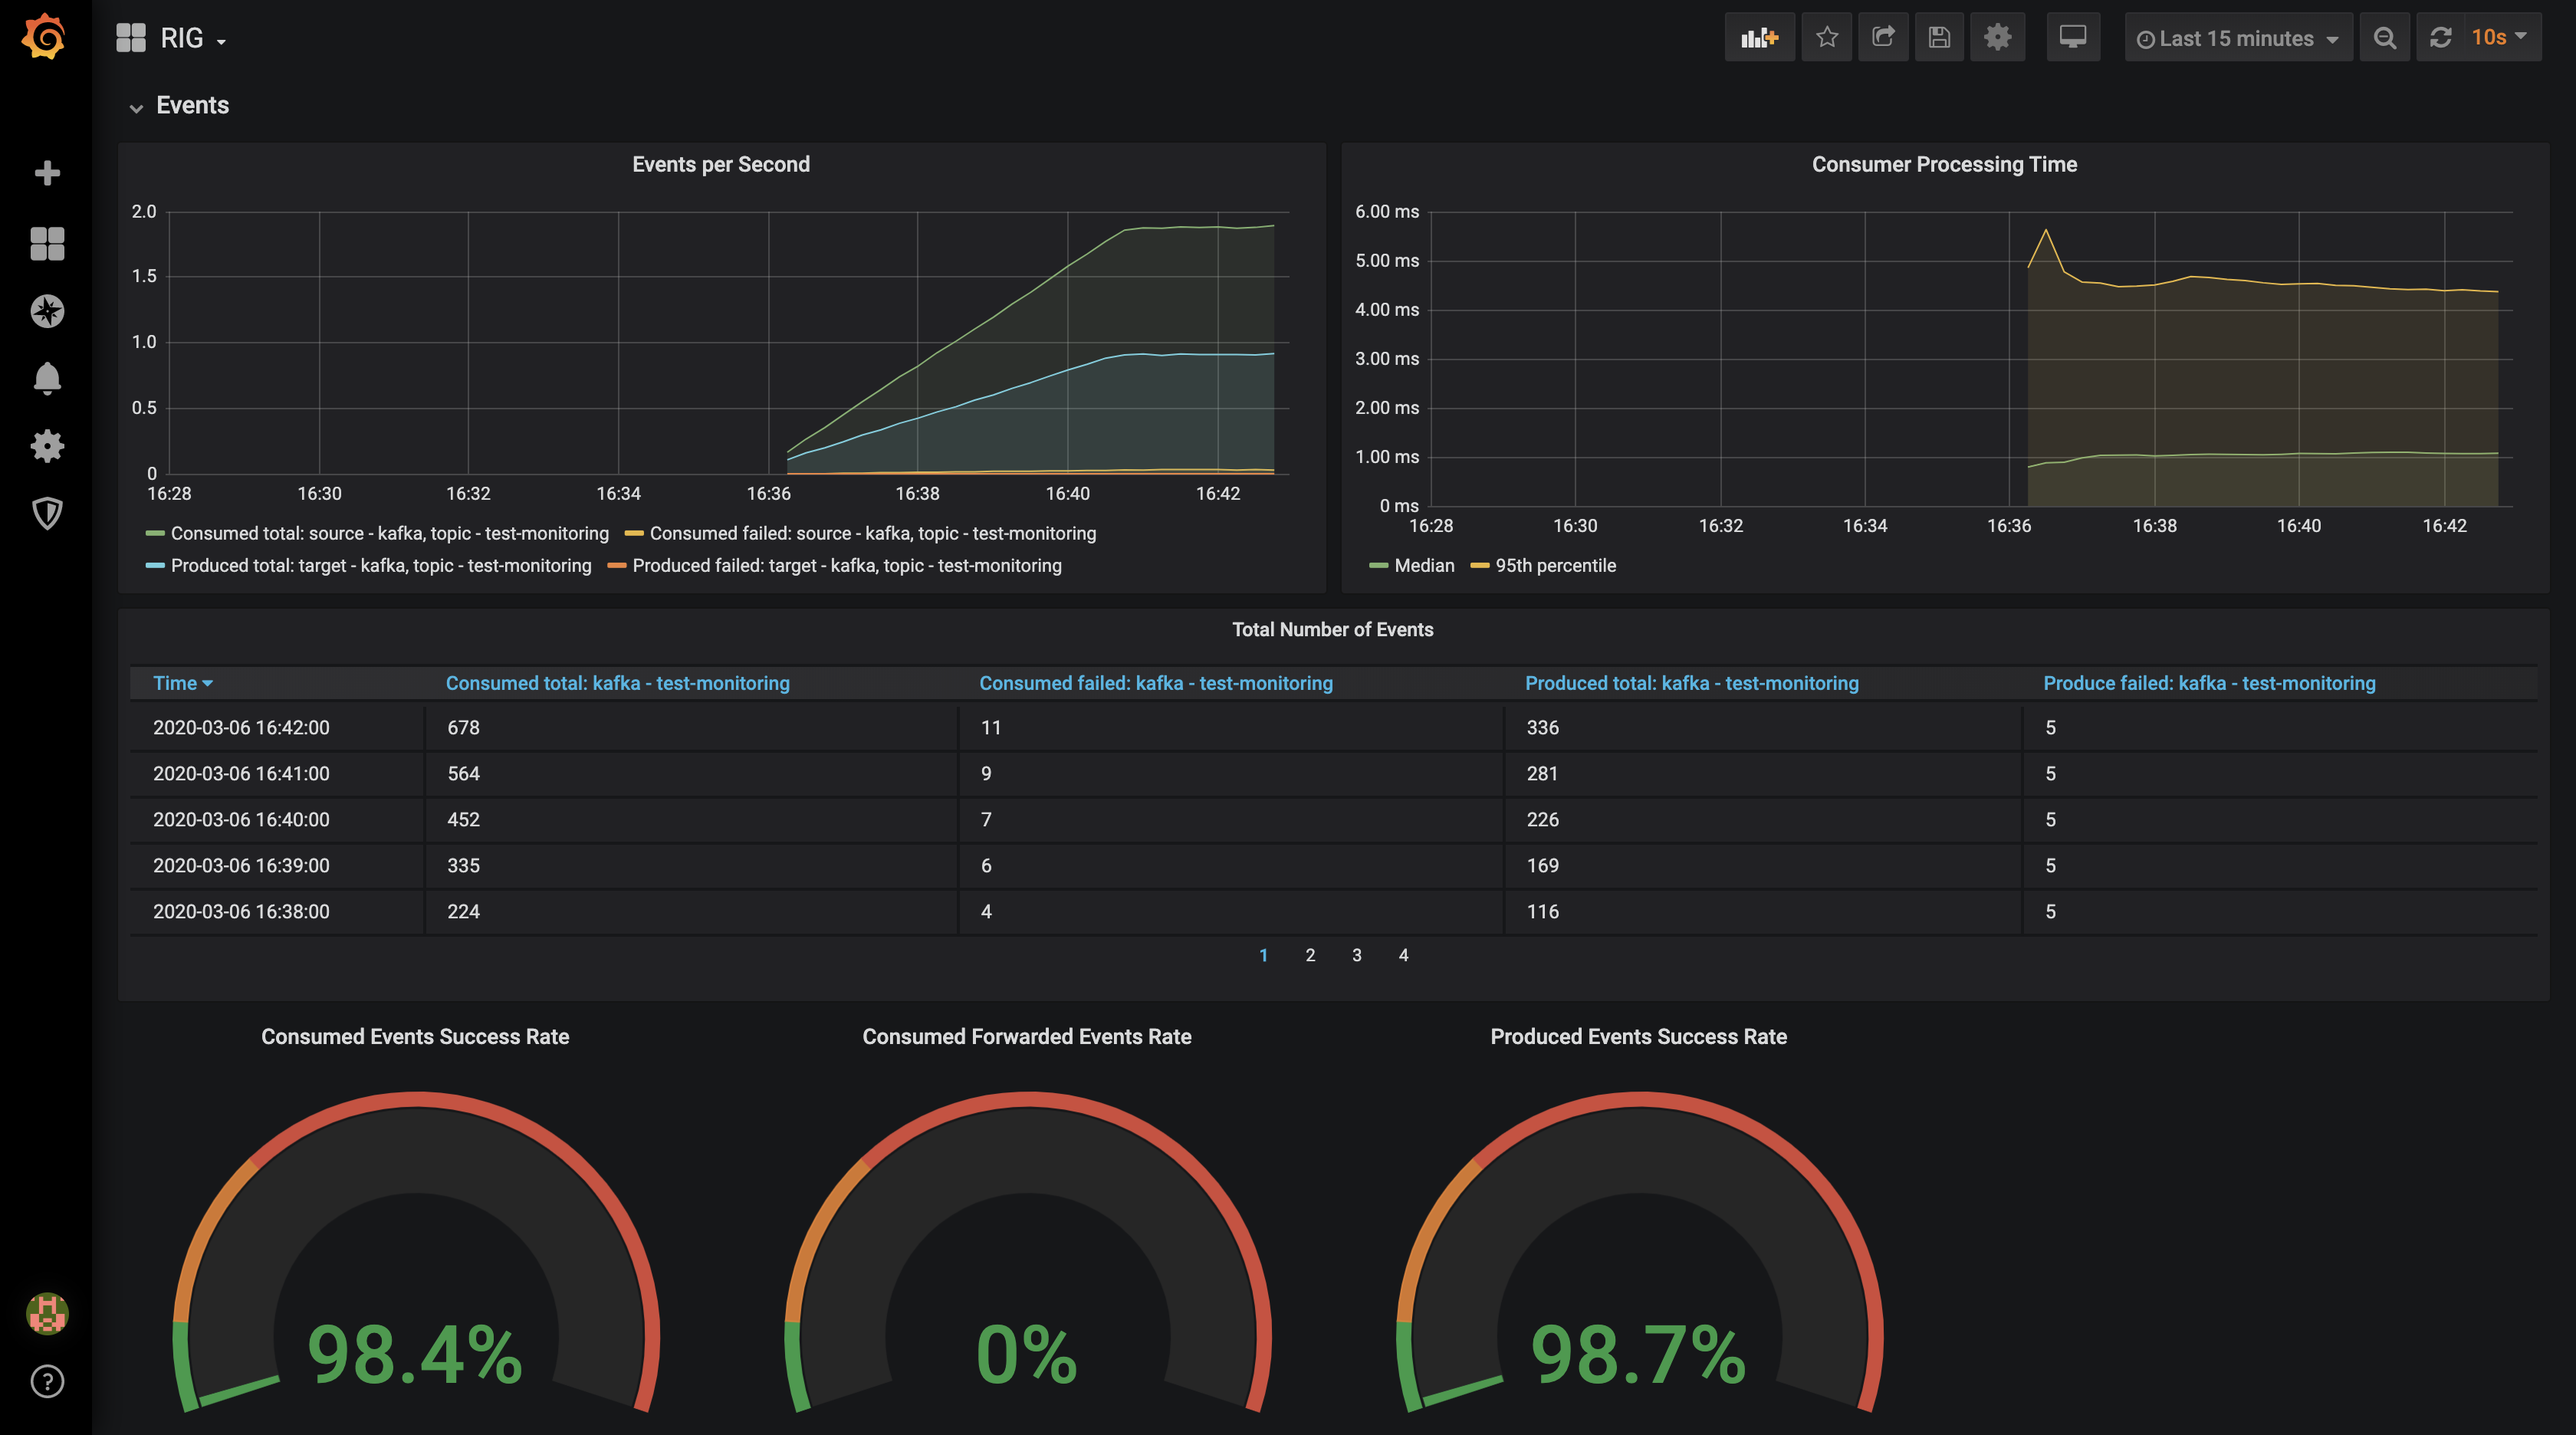 RIG
Last 15 minutes
10s
Events
Events per Second
2.0
1.5
1.0
0.5
0
16:28 16:30 16:32 16:34 16:36 16:38 16:40 16:42
Consumed total: source - kafka, topic - test-monitoring Consumed failed: source - kafka, topic - test-monitoring
Produced total: target - kafka, topic - test-monitoring Produced failed: target - kafka, topic - test-monitoring
Consumer Processing Time
6.00 ms
5.00 ms
4.00 ms
3.00 ms
2.00 ms
1.00 ms
0 ms
16:28 16:30 16:32 16:34 16:36 16:38 16:40 16:42
Median 95th percentile
Total Number of Events
Time Consumed total: kafka - test-monitoring Consumed failed: kafka - test-monitoring Produced total: kafka - test-monitoring Produce failed: kafka - test-monitoring
2020-03-06 16:42:00 678 11 336 5
2020-03-06 16:41:00 564 9 281 5
2020-03-06 16:40:00 452 7 226 5
2020-03-06 16:39:00 335 6 169 5
2020-03-06 16:38:00 224 4 116 5
1 2 3 4
Consumed Events Success Rate
98.4%
Consumed Forwarded Events Rate
0%
Produced Events Success Rate
98.7%
?